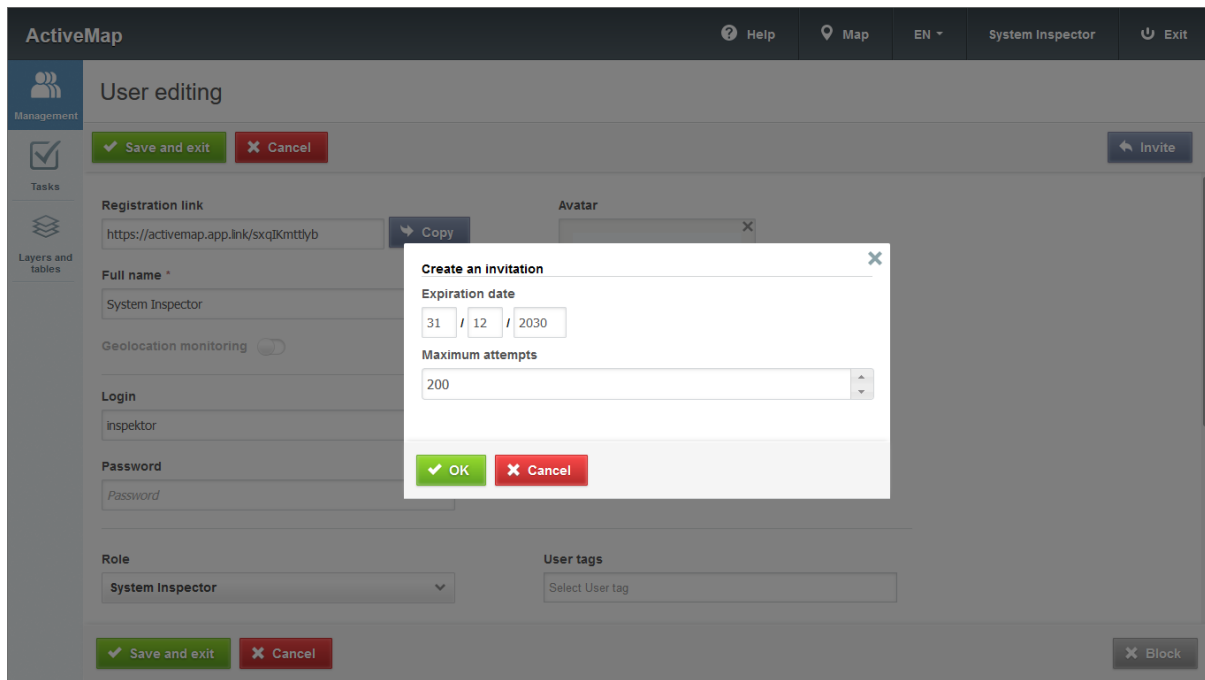 ActiveMap
Help
Map
EN
System Inspector
Exit
Management
User editing
Save and exit
Cancel
Invite
Tasks
Registration link
Avatar
https://activemap.app.link/sxqIKmttlyb
Copy
Layers and
tables
Full name *
System Inspector
Geolocation monitoring
Create an invitation
Expiration date
31 / 12 / 2030
Maximum attempts
200
OK
Cancel
Login
inspektor
Password
Password
Role
User tags
System Inspector
Select User tag
Save and exit
Cancel
Block